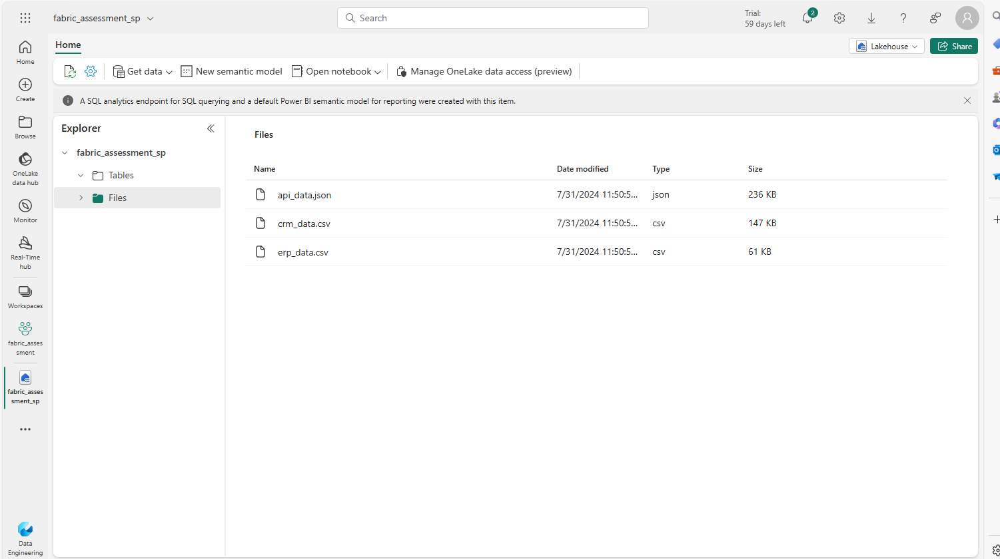 fabric_assessment_sp
Search
Trial:
59 days left
2
Home
Lakehouse
Share
Get data
New semantic model
Open notebook
Manage OneLake data access (preview)
A SQL analytics endpoint for SQL querying and a default Power BI semantic model for reporting were created with this item.
Home
Create
Browse
OneLake
data hub
Monitor
Real-Time
hub
Workspaces
fabric_asses
sment
fabric_asses
sment_sp
Data
Engineering
Explorer
fabric_assessment_sp
Tables
Files
Files
Name Date modified Type Size
api_data.json 7/31/2024 11:50:5... json 236 KB
crm_data.csv 7/31/2024 11:50:5... csv 147 KB
erp_data.csv 7/31/2024 11:50:5... csv 61 KB